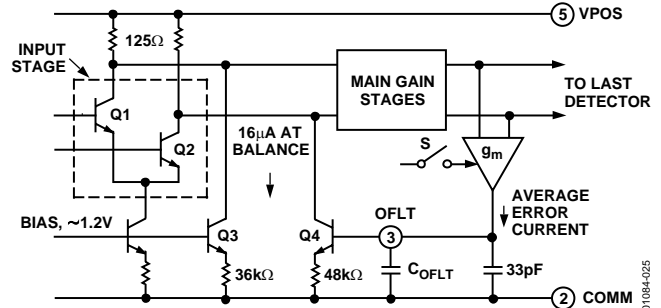 5 VPOS
125Ω
INPUT
STAGE
Q1
Q2
16μA AT
BALANCE
MAIN GAIN
STAGES
TO LAST
DETECTOR
S
gm
AVERAGE
ERROR
CURRENT
BIAS, ~1.2V
Q3
Q4
OFLT
3
36kΩ
48kΩ
COFLT
33pF
2 COMM
01084-025